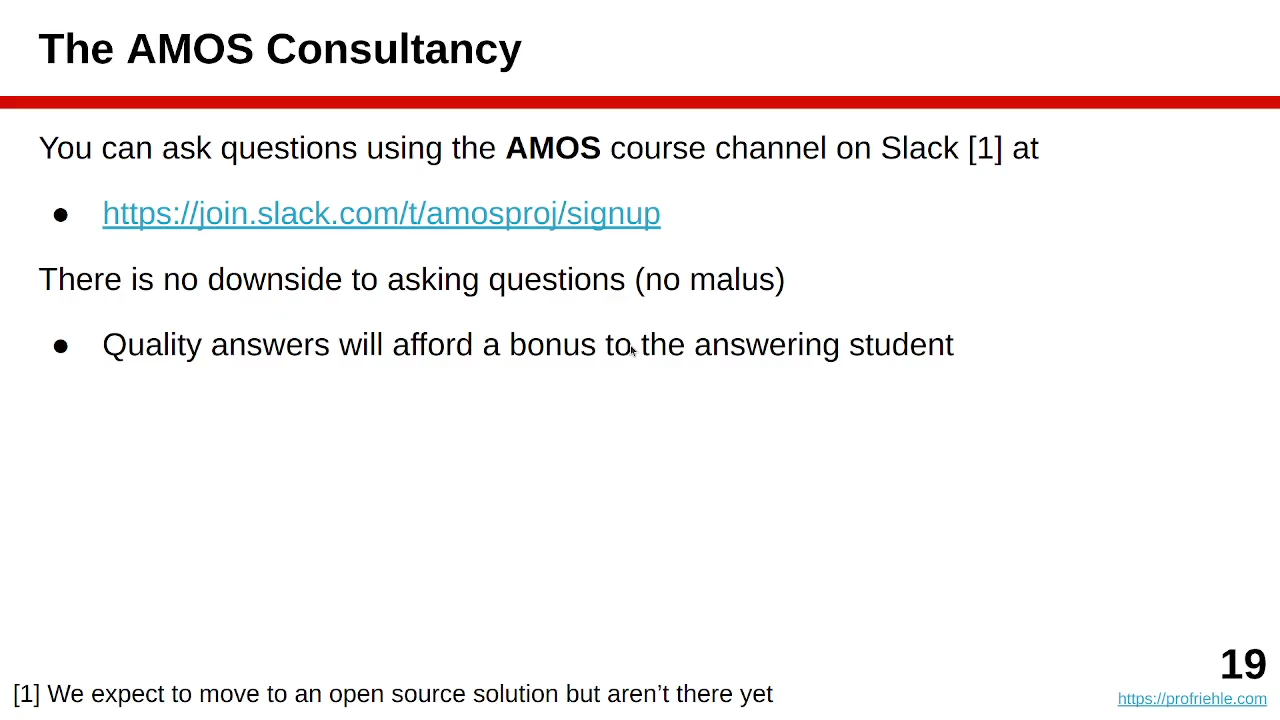 The AMOS Consultancy
You can ask questions using the AMOS course channel on Slack [1] at
● https://join.slack.com/t/amosproj/signup
There is no downside to asking questions (no malus)
● Quality answers will afford a bonus to the answering student
19
[1] We expect to move to an open source solution but aren’t there yet
https://profriehle.com